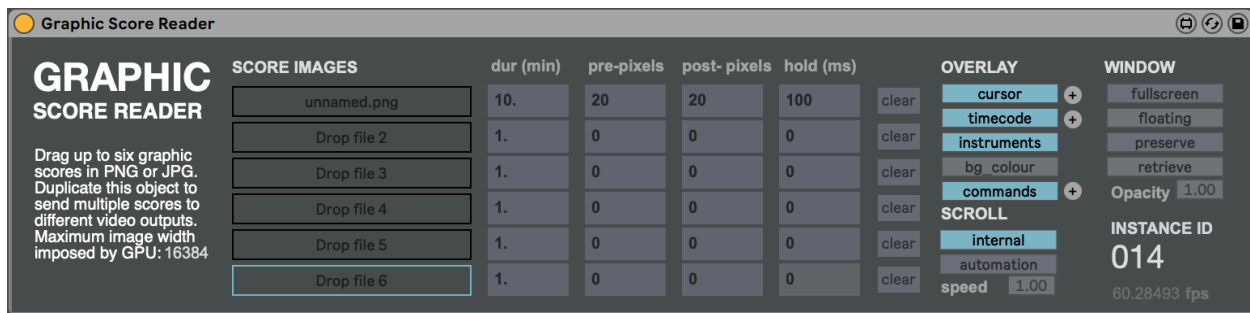 Graphic Score Reader
GRAPHIC
SCORE READER
Drag up to six graphic
scores in PNG or JPG.
Duplicate this object to
send multiple scores to
different video outputs.
Maximum image width
imposed by GPU: 16384
SCORE IMAGES dur (min) pre-pixels post- pixels hold (ms)
unnamed.png 10. 20 20 100 clear
Drop file 2 1. 0 0 0 clear
Drop file 3 1. 0 0 0 clear
Drop file 4 1. 0 0 0 clear
Drop file 5 1. 0 0 0 clear
Drop file 6 1. 0 0 0 clear
OVERLAY
cursor +
timecode +
instruments
bg_colour
commands +
SCROLL
internal
automation
speed 1.00
WINDOW
fullscreen
floating
preserve
retrieve
Opacity 1.00
INSTANCE ID
014
60.28493 fps